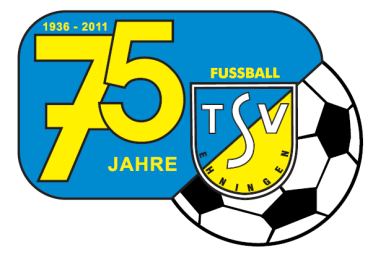 1936 - 2011
75
JAHRE
FUSSBALL
TSV
EHNINGEN